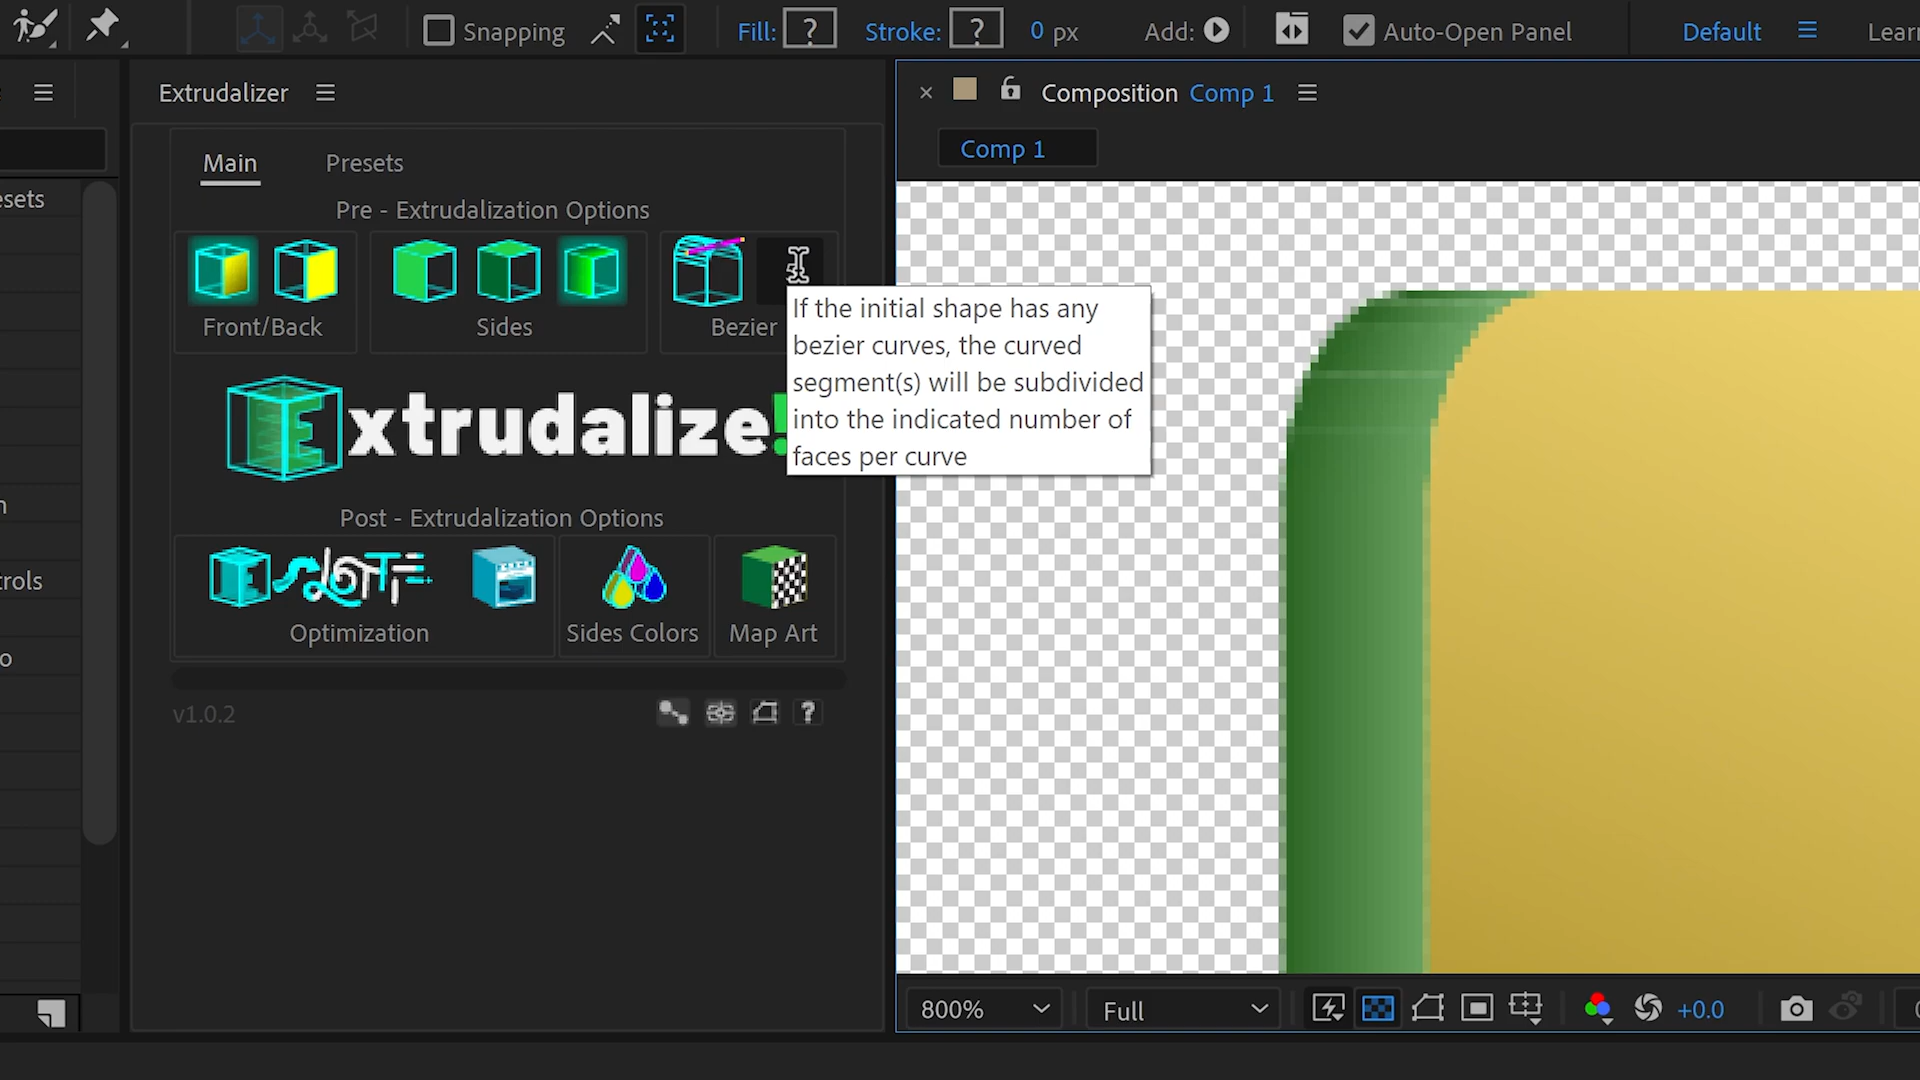 Snapping
Fill: ?
Stroke: ?
0 px
Add:
Auto-Open Panel
Default
Extrudalizer
Composition Comp 1
Comp 1
Main
Presets
Pre - Extrudalization Options
Front/Back
Sides
Bezier
If the initial shape has any
bezier curves, the curved
segment(s) will be subdivided
into the indicated number of
faces per curve
Extrudalize!
Post - Extrudalization Options
Optimization
Sides Colors
Map Art
v1.0.2
?
800%
Full
+0.0